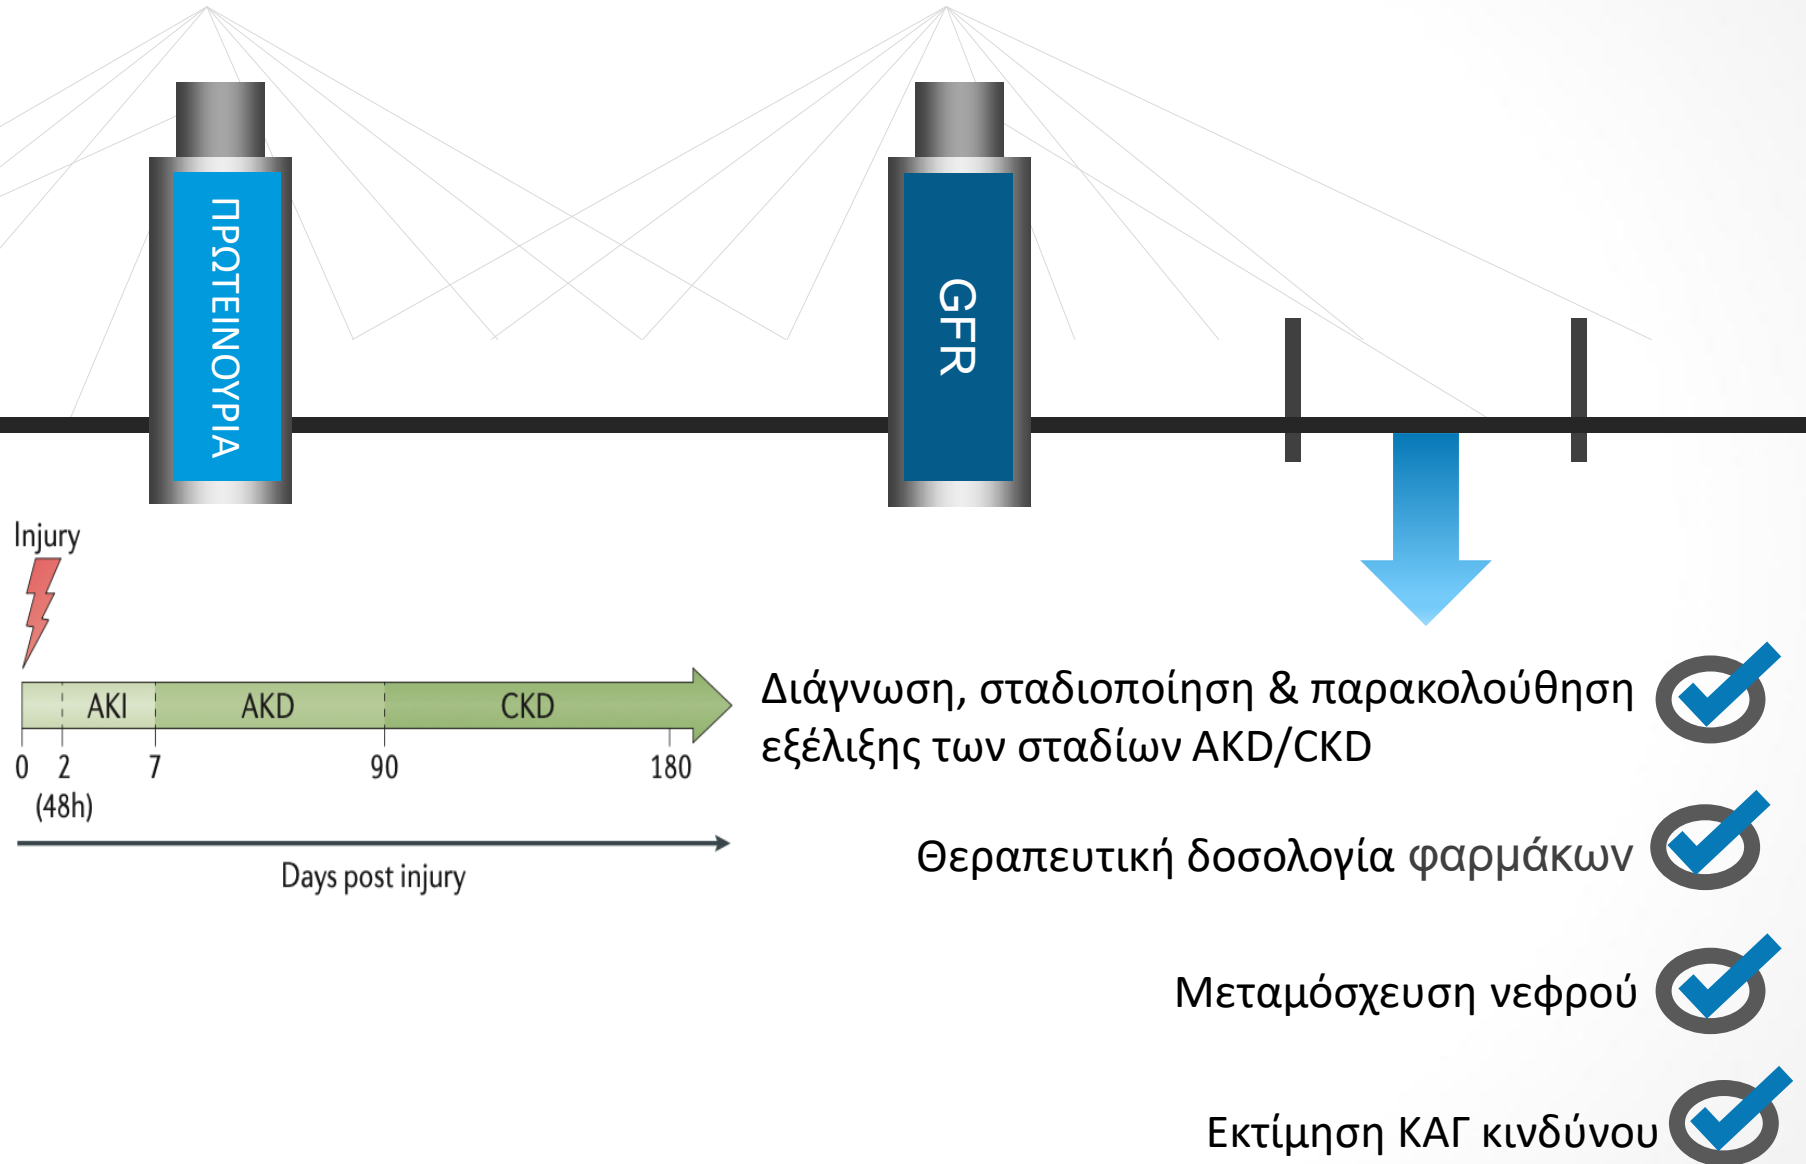 ΠΡΩΤΕΙΝΟΥΡΙΑ
GFR
Injury
AKI AKD CKD
0 2 7 90 180
(48h)
Days post injury
Διάγνωση, σταδιοποίηση & παρακολούθηση
εξέλιξης των σταδίων AKD/CKD
Θεραπευτική δοσολογία φαρμάκων
Μεταμόσχευση νεφρού
Εκτίμηση ΚΑΓ κινδύνου